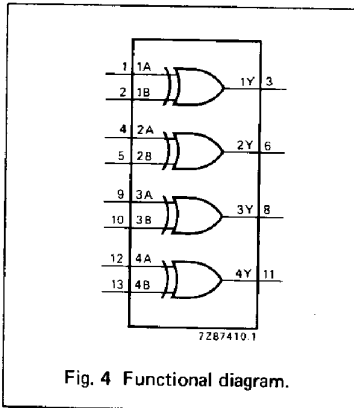 1 1A
1Y 3
2 1B
4 2A
2Y 6
5 2B
9 3A
3Y 8
10 3B
12 4A
4Y 11
13 4B
7Z87410.1
Fig. 4 Functional diagram.